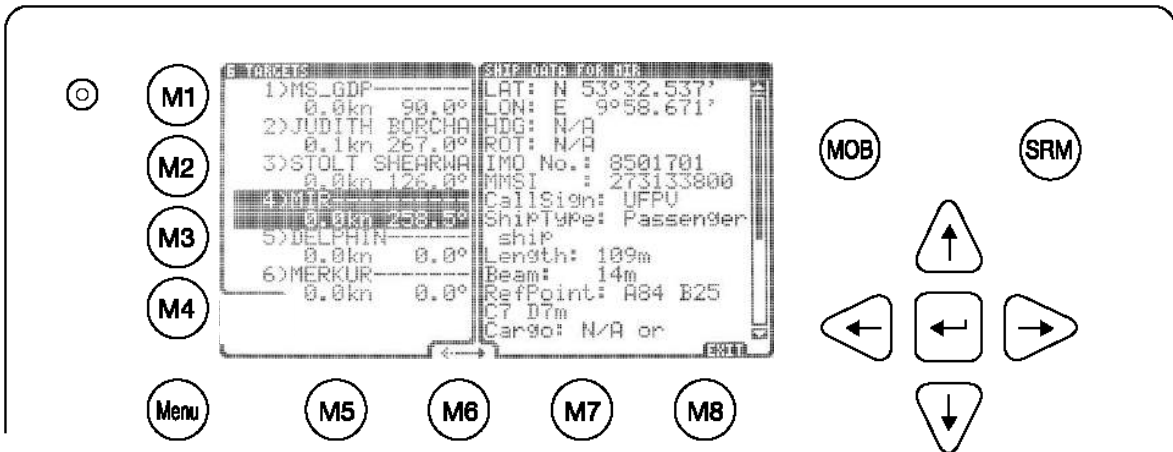 M1
M2
M3
M4
Menu
M5
M6
M7
M8
MOB
SRM
6 TARGETS
1)MS_GDP-------
0.0kn 90.0°
2)JUDITH BORCHA
0.1kn 267.0°
3)STOLT SHEARWA
0.0kn 126.0°
4)MIR----------
0.0kn 258.5°
5)DELPHIN------
0.0kn 0.0°
6)MERKUR-------
0.0kn 0.0°
SHIP DATA FOR MIR
LAT: N 53°32.537'
LON: E 9°58.671'
HDG: N/A
ROT: N/A
IMO No.: 8501701
MMSI : 273133800
CallSign: UFPV
ShipType: Passenger
ship
Length: 109m
Beam: 14m
RefPoint: A84 B25
C7 D7m
Cargo: N/A or
EXIT